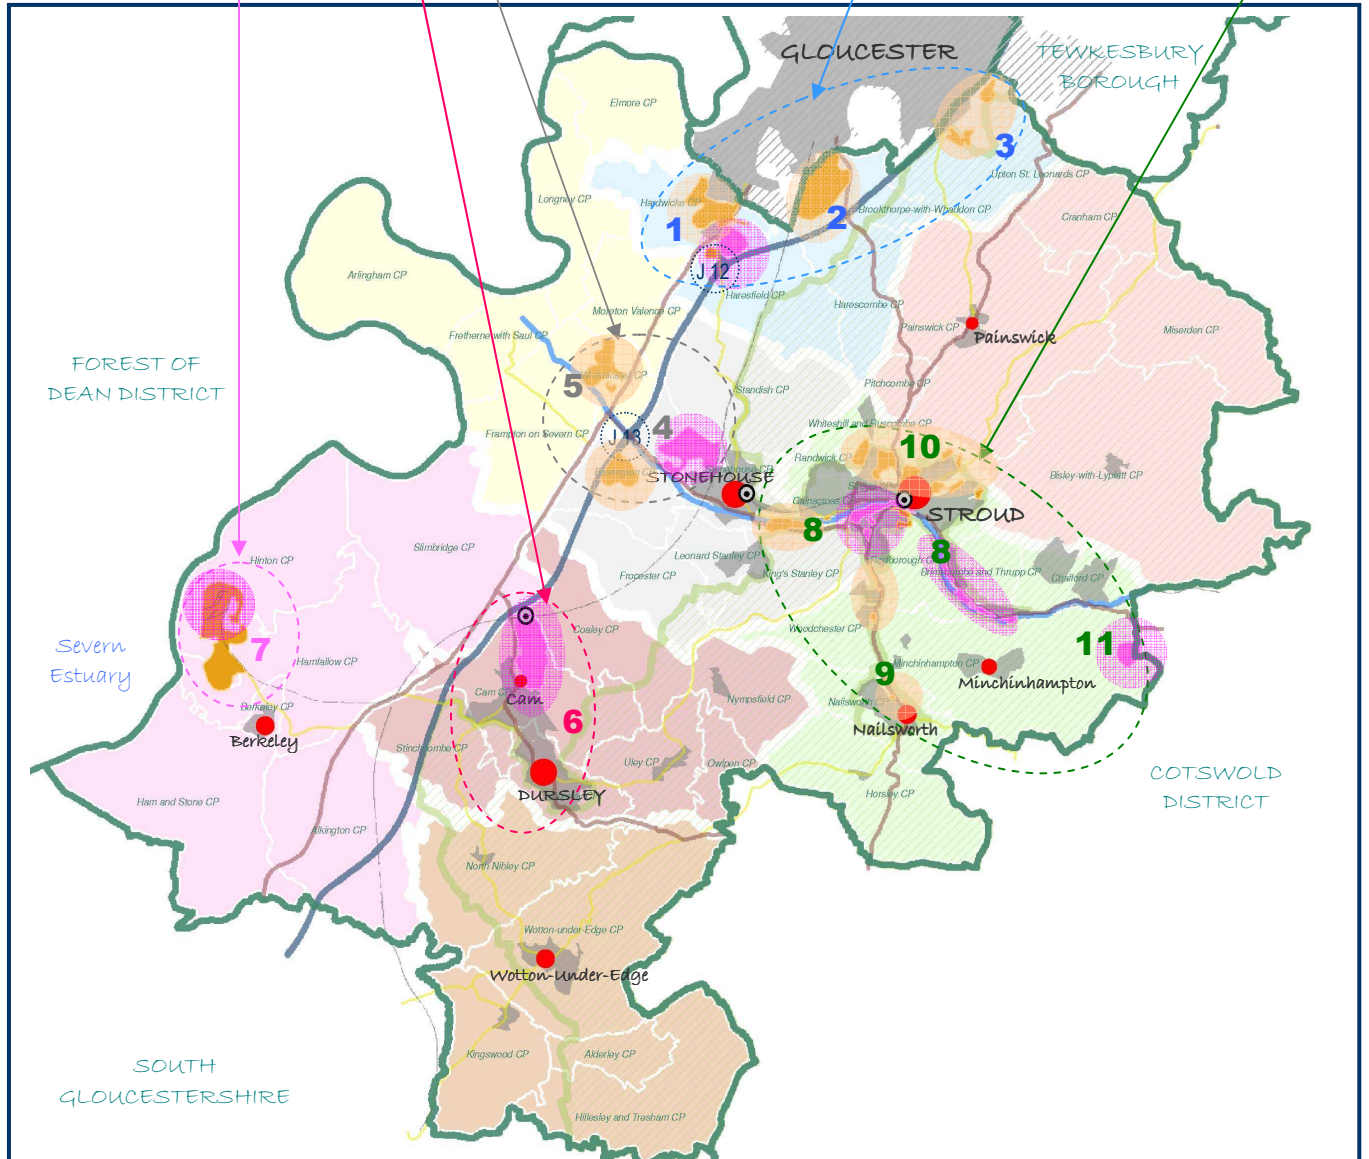 GLOUCESTER
TEWKESBURY
BOROUGH
Elmore CP
3
Upton St. Leonards CP
Longney CP
Hardwicke CP
1
2
Brookthorpe-with-Whaddon CP
Cranham CP
Arlingham CP
J 12
Haresfield CP
Harescombe CP
Moreton Valence CP
Painswick CP
Painswick
Miserden CP
Fretherne with Saul CP
FOREST OF
DEAN DISTRICT
5
Standish CP
Pitchcombe CP
Frampton on Severn CP
J 13
4
Whiteshill and Ruscombe CP
10
Randwick CP
STONEHOUSE
Bisley-with-Lypiatt CP
STROUD
8
8
Slimbridge CP
Hinton CP
Leonard Stanley CP
Frocester CP
King's Stanley CP
Chalford CP
7
Severn
Estuary
Coaley CP
Woodchester CP
11
Hamfallow CP
Minchinhampton CP
Minchinhampton
9
Cam CP
Cam
Nympsfield CP
Nailsworth CP
Nailsworth
Berkeley CP
Berkeley
6
Stinchcombe CP
Uley CP
Owlpen CP
DURSLEY
COTSWOLD
DISTRICT
Horsley CP
Ham and Stone CP
Alkington CP
North Nibley CP
Wotton-under-Edge CP
Wotton-Under-Edge
SOUTH
GLOUCESTERSHIRE
Kingswood CP
Alderley CP
Hillesley and Tresham CP